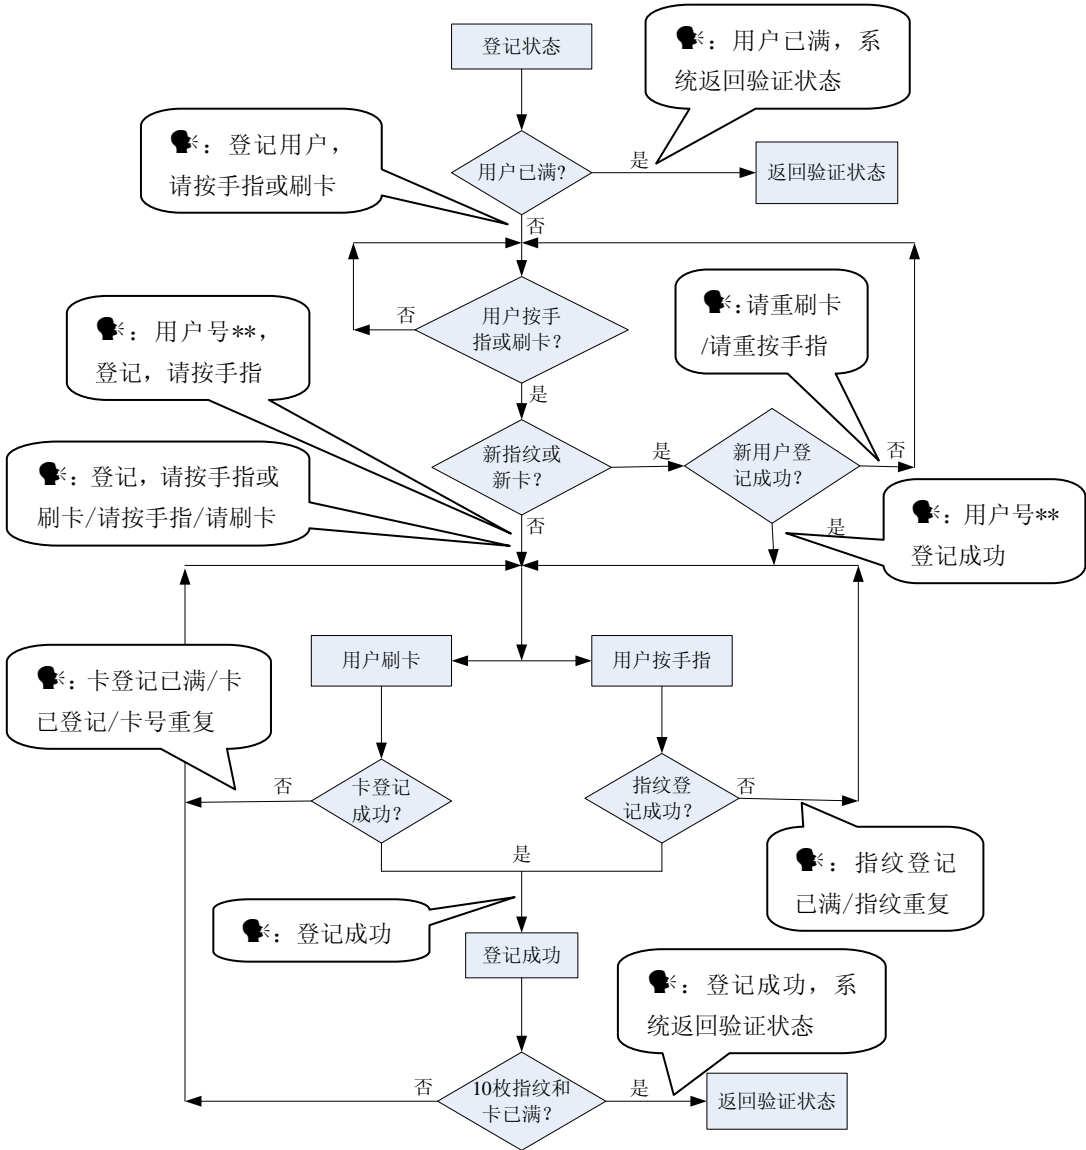 登记状态
🗣：用户已满，系
统返回验证状态
🗣：登记用户，
请按手指或刷卡
用户已满?
是
返回验证状态
否
用户按手
指或刷卡?
否
🗣：用户号**，
登记，请按手指
🗣：请重刷卡
/请重按手指
是
新指纹或
新卡?
是
新用户登
记成功?
否
🗣：登记，请按手指或
刷卡/请按手指/请刷卡
否
是
🗣：用户号**
登记成功
用户刷卡
用户按手指
🗣：卡登记已满/卡
已登记/卡号重复
否
卡登记
成功?
指纹登
记成功?
否
是
🗣：指纹登记
已满/指纹重复
🗣：登记成功
登记成功
🗣：登记成功，系
统返回验证状态
否
10枚指纹和
卡已满?
是
返回验证状态